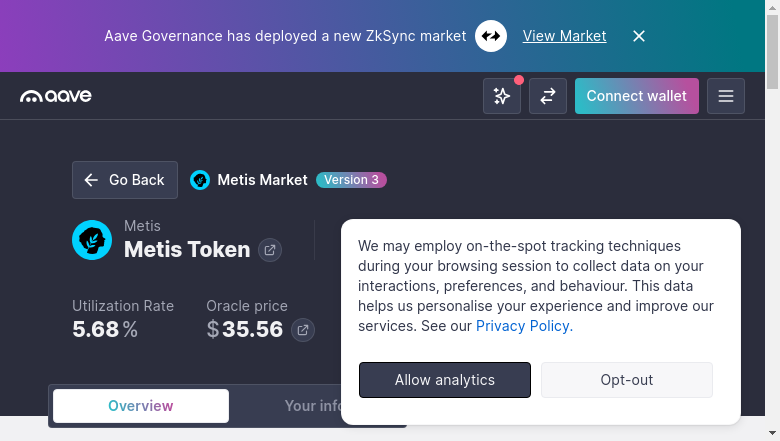 Aave Governance has deployed a new ZkSync market View Market
aave
Connect wallet
Go Back
Metis Market Version 3
Metis
Metis Token
We may employ on-the-spot tracking techniques
during your browsing session to collect data on your
interactions, preferences, and behaviour. This data
helps us personalise your experience and improve our
services. See our Privacy Policy.
Utilization Rate
5.68%
Oracle price
$35.56
Allow analytics
Opt-out
Overview
Your info